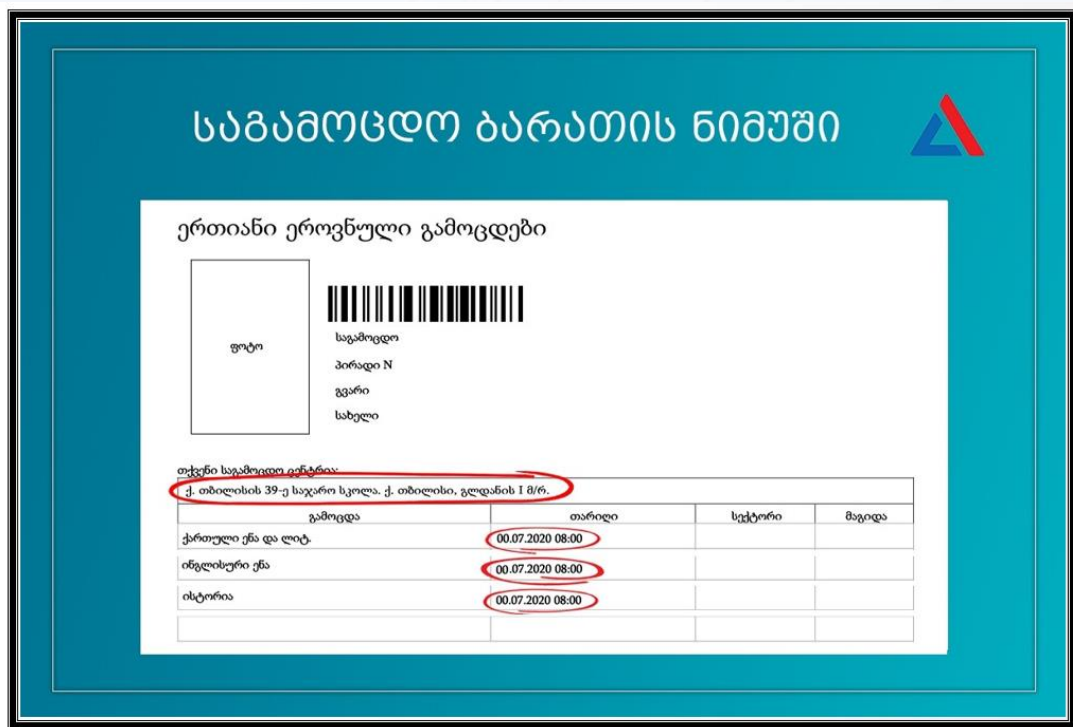 საგამოცდო ბარათის ნიმუში
ერთიანი ეროვნული გამოცდები
ფოტო
საგამოცდო
პირადი N
გვარი
სახელი
თქვენი საგამოცდო ცენტრია:
ქ. თბილისის 39-ე საჯარო სკოლა. ქ. თბილისი, გლდანის I მ/რ.
გამოცდა თარიღი სექტორი მაგიდა
ქართული ენა და ლიტ. 00.07.2020 08:00
ინგლისური ენა 00.07.2020 08:00
ისტორია 00.07.2020 08:00